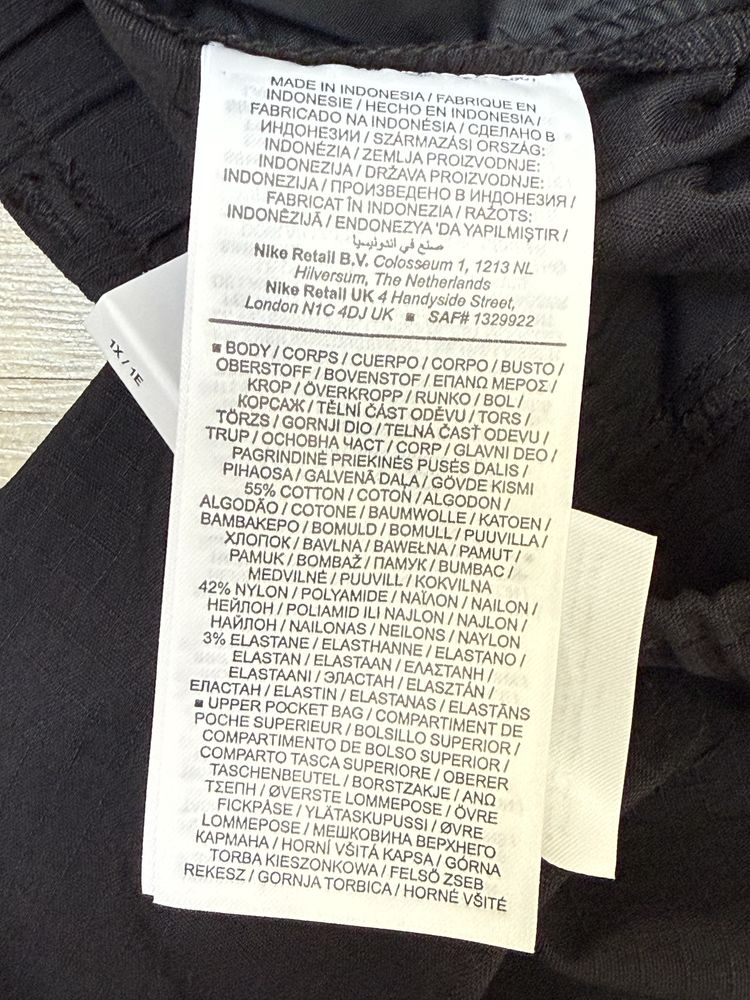 MADE IN INDONESIA / FABRIQUE EN
INDONESIE / HECHO EN INDONESIA /
FABRICADO NA INDONÉSIA / СДЕЛАНО В
ИНДОНЕЗИИ / SZÁRMAZÁSI ORSZÁG:
INDONÉZIA / ZEMLJA PROIZVODNJE:
INDONEZIJA / DRŽAVA PROIZVODNJE:
INDONEZIJA / ПРОИЗВЕДЕНО В ИНДОНЕЗИЯ /
FABRICAT ÎN INDONEZIA / RAŽOTS:
INDONĒZIJĀ / ENDONEZYA 'DA YAPILMIŞTIR /
صنع في اندونيسيا
Nike Retail B.V. Colosseum 1, 1213 NL
Hilversum, The Netherlands
Nike Retail UK 4 Handyside Street,
London N1C 4DJ UK ■ SAF# 1329922
1X / 1E
■ BODY / CORPS / CUERPO / CORPO / BUSTO /
OBERSTOFF / BOVENSTOF / ΕΠΑΝΩ ΜΕΡΟΣ /
KROP / ÖVERKROPP / RUNKO / BOL /
КОРСАЖ / TĚLNÍ ČÁST ODĚVU / TORS /
TÖRZS / GORNJI DIO / TELNÁ ČASŤ ODEVU /
TRUP / ОСНОВНА ЧАСТ / CORP / GLAVNI DEO /
PAGRINDINĖ PRIEKINĖS PUSĖS DALIS /
PIHAOSA / GALVENĀ DAĻA / GÖVDE KISMI
55% COTTON / COTON / ALGODON /
ALGODÃO / COTONE / BAUMWOLLE / KATOEN /
ΒΑΜΒΑΚΕΡΟ / BOMULD / BOMULL / PUUVILLA /
ХЛОПОК / BAVLNA / BAWEŁNA / PAMUT /
PAMUK / BOMBAŽ / ПАМУК / BUMBAC /
MEDVILNĖ / PUUVILL / KOKVILNA
42% NYLON / POLYAMIDE / NAÏLON / NAILON /
НЕЙЛОН / POLIAMID ILI NAJLON / NAJLON /
НАЙЛОН / NAILONAS / NEILONS / NAYLON
3% ELASTANE / ELASTHANNE / ELASTANO /
ELASTAN / ELASTAAN / ΕΛΑΣΤΑΝΗ /
ELASTAANI / ЭЛАСТАН / ELASZTÁN /
ЕЛАСТАН / ELASTIN / ELASTANAS / ELASTĀNS
■ UPPER POCKET BAG / COMPARTIMENT DE
POCHE SUPERIEUR / BOLSILLO SUPERIOR /
COMPARTIMENTO DE BOLSO SUPERIOR /
COMPARTO TASCA SUPERIORE / OBERER
TASCHENBEUTEL / BORSTZAKJE / ΑΝΩ
ΤΣΕΠΗ / ØVERSTE LOMMEPOSE / ÖVRE
FICKPÅSE / YLÄTASKUPUSSI / ØVRE
LOMMEPOSE / МЕШКОВИНА ВЕРХНЕГО
КАРМАНА / HORNÍ VŠITÁ KAPSA / GÓRNA
TORBA KIESZONKOWA / FELSŐ ZSEB
REKESZ / GORNJA TORBICA / HORNÉ VŠITÉ